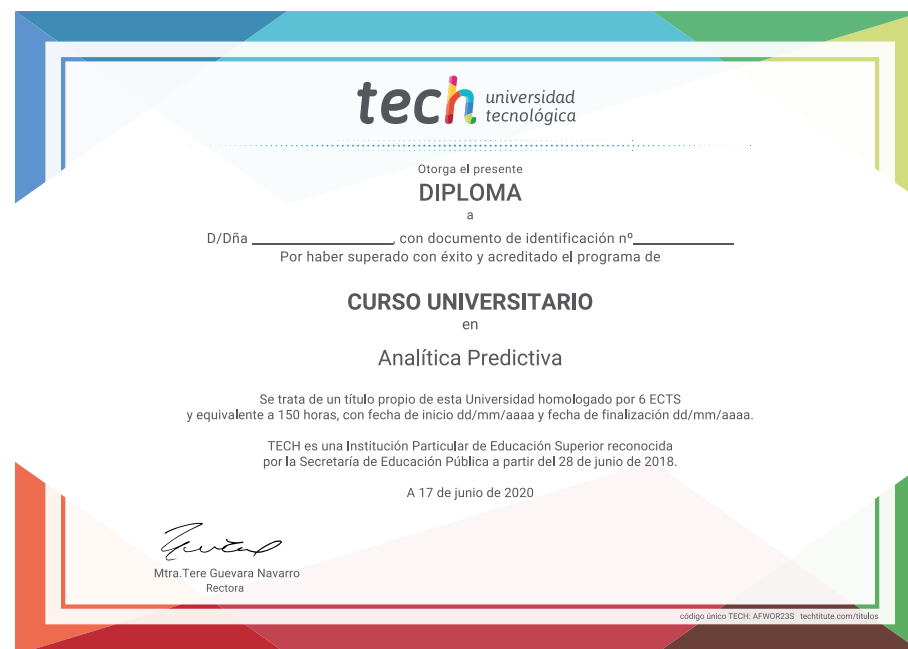 tech universidad
tecnológica
Otorga el presente
DIPLOMA
a
D/Dña ____________________, con documento de identificación nº______________
Por haber superado con éxito y acreditado el programa de
CURSO UNIVERSITARIO
en
Analítica Predictiva
Se trata de un título propio de esta Universidad homologado por 6 ECTS
y equivalente a 150 horas, con fecha de inicio dd/mm/aaaa y fecha de finalización dd/mm/aaaa.
TECH es una Institución Particular de Educación Superior reconocida
por la Secretaría de Educación Pública a partir del 28 de junio de 2018.
A 17 de junio de 2020
Mtra.Tere Guevara Navarro
Rectora
código único TECH: AFWOR23S techtitute.com/titulos